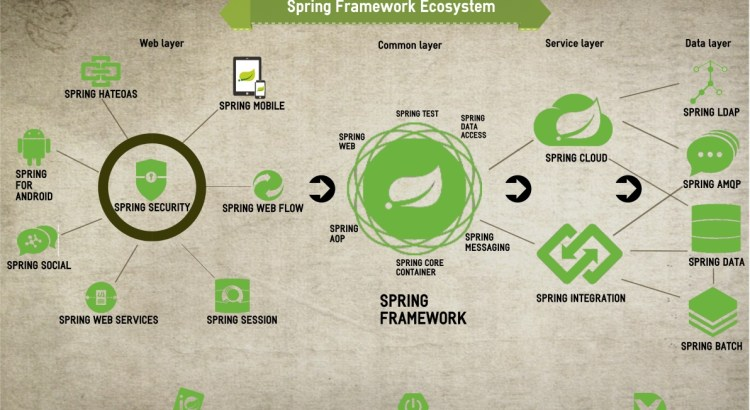 Spring Framework Ecosystem
Web layer
Common layer
Service layer
Data layer
SPRING HATEOAS
SPRING MOBILE
SPRING
FOR
ANDROID
SPRING SECURITY
SPRING WEB FLOW
SPRING SOCIAL
SPRING WEB SERVICES
SPRING SESSION
SPRING TEST
SPRING
DATA
ACCESS
SPRING
WEB
SPRING
AOP
SPRING
MESSAGING
SPRING CORE
CONTAINER
SPRING
FRAMEWORK
SPRING CLOUD
SPRING INTEGRATION
SPRING LDAP
SPRING AMQP
SPRING DATA
SPRING BATCH